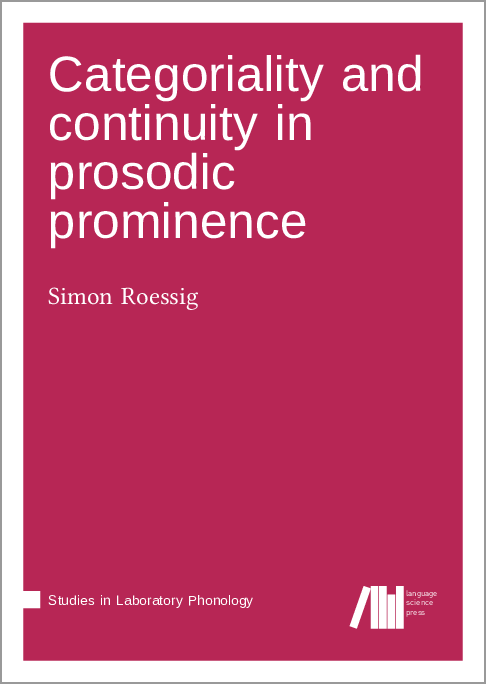 Categoriality and
continuity in
prosodic
prominence
Simon Roessig
Studies in Laboratory Phonology
language
science
press